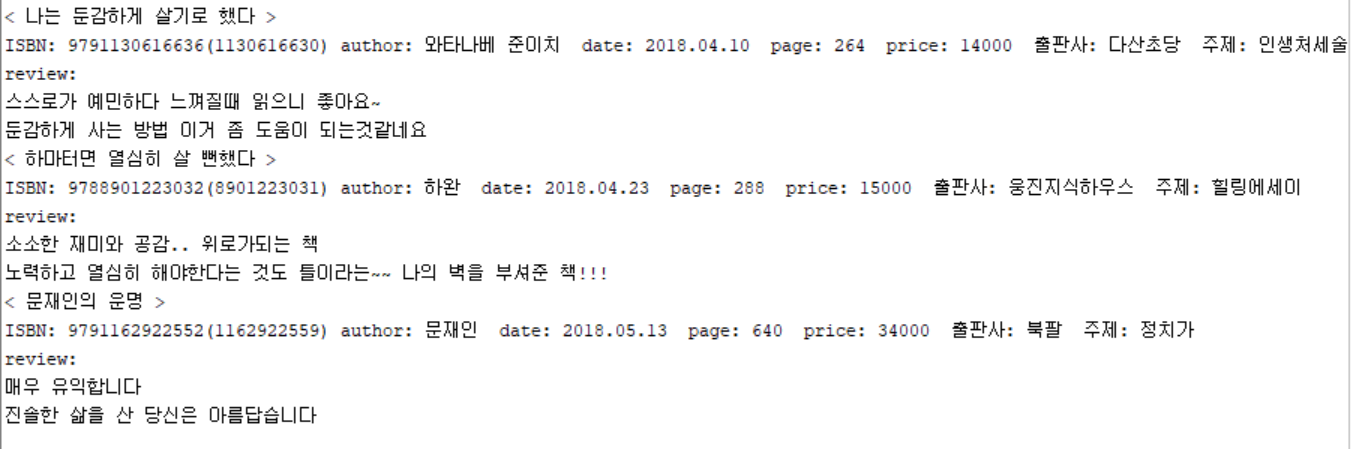 < 나는 둔감하게 살기로 했다 >
ISBN: 9791130616636(1130616630) author: 와타나베 준이치  date: 2018.04.10  page: 264  price: 14000  출판사: 다산초당  주제: 인생처세술
review:
스스로가 예민하다 느껴질때 읽으니 좋아요~
둔감하게 사는 방법 이거 좀 도움이 되는것같네요
< 하마터면 열심히 살 뻔했다 >
ISBN: 9788901223032(8901223031) author: 하완  date: 2018.04.23  page: 288  price: 15000  출판사: 웅진지식하우스  주제: 힐링에세이
review:
소소한 재미와 공감.. 위로가되는 책
노력하고 열심히 해야한다는 것도 틀이라는~~ 나의 벽을 부셔준 책!!!
< 문재인의 운명 >
ISBN: 9791162922552(1162922559) author: 문재인  date: 2018.05.13  page: 640  price: 34000  출판사: 북팔  주제: 정치가
review:
매우 유익합니다
진솔한 삶을 산 당신은 아름답습니다